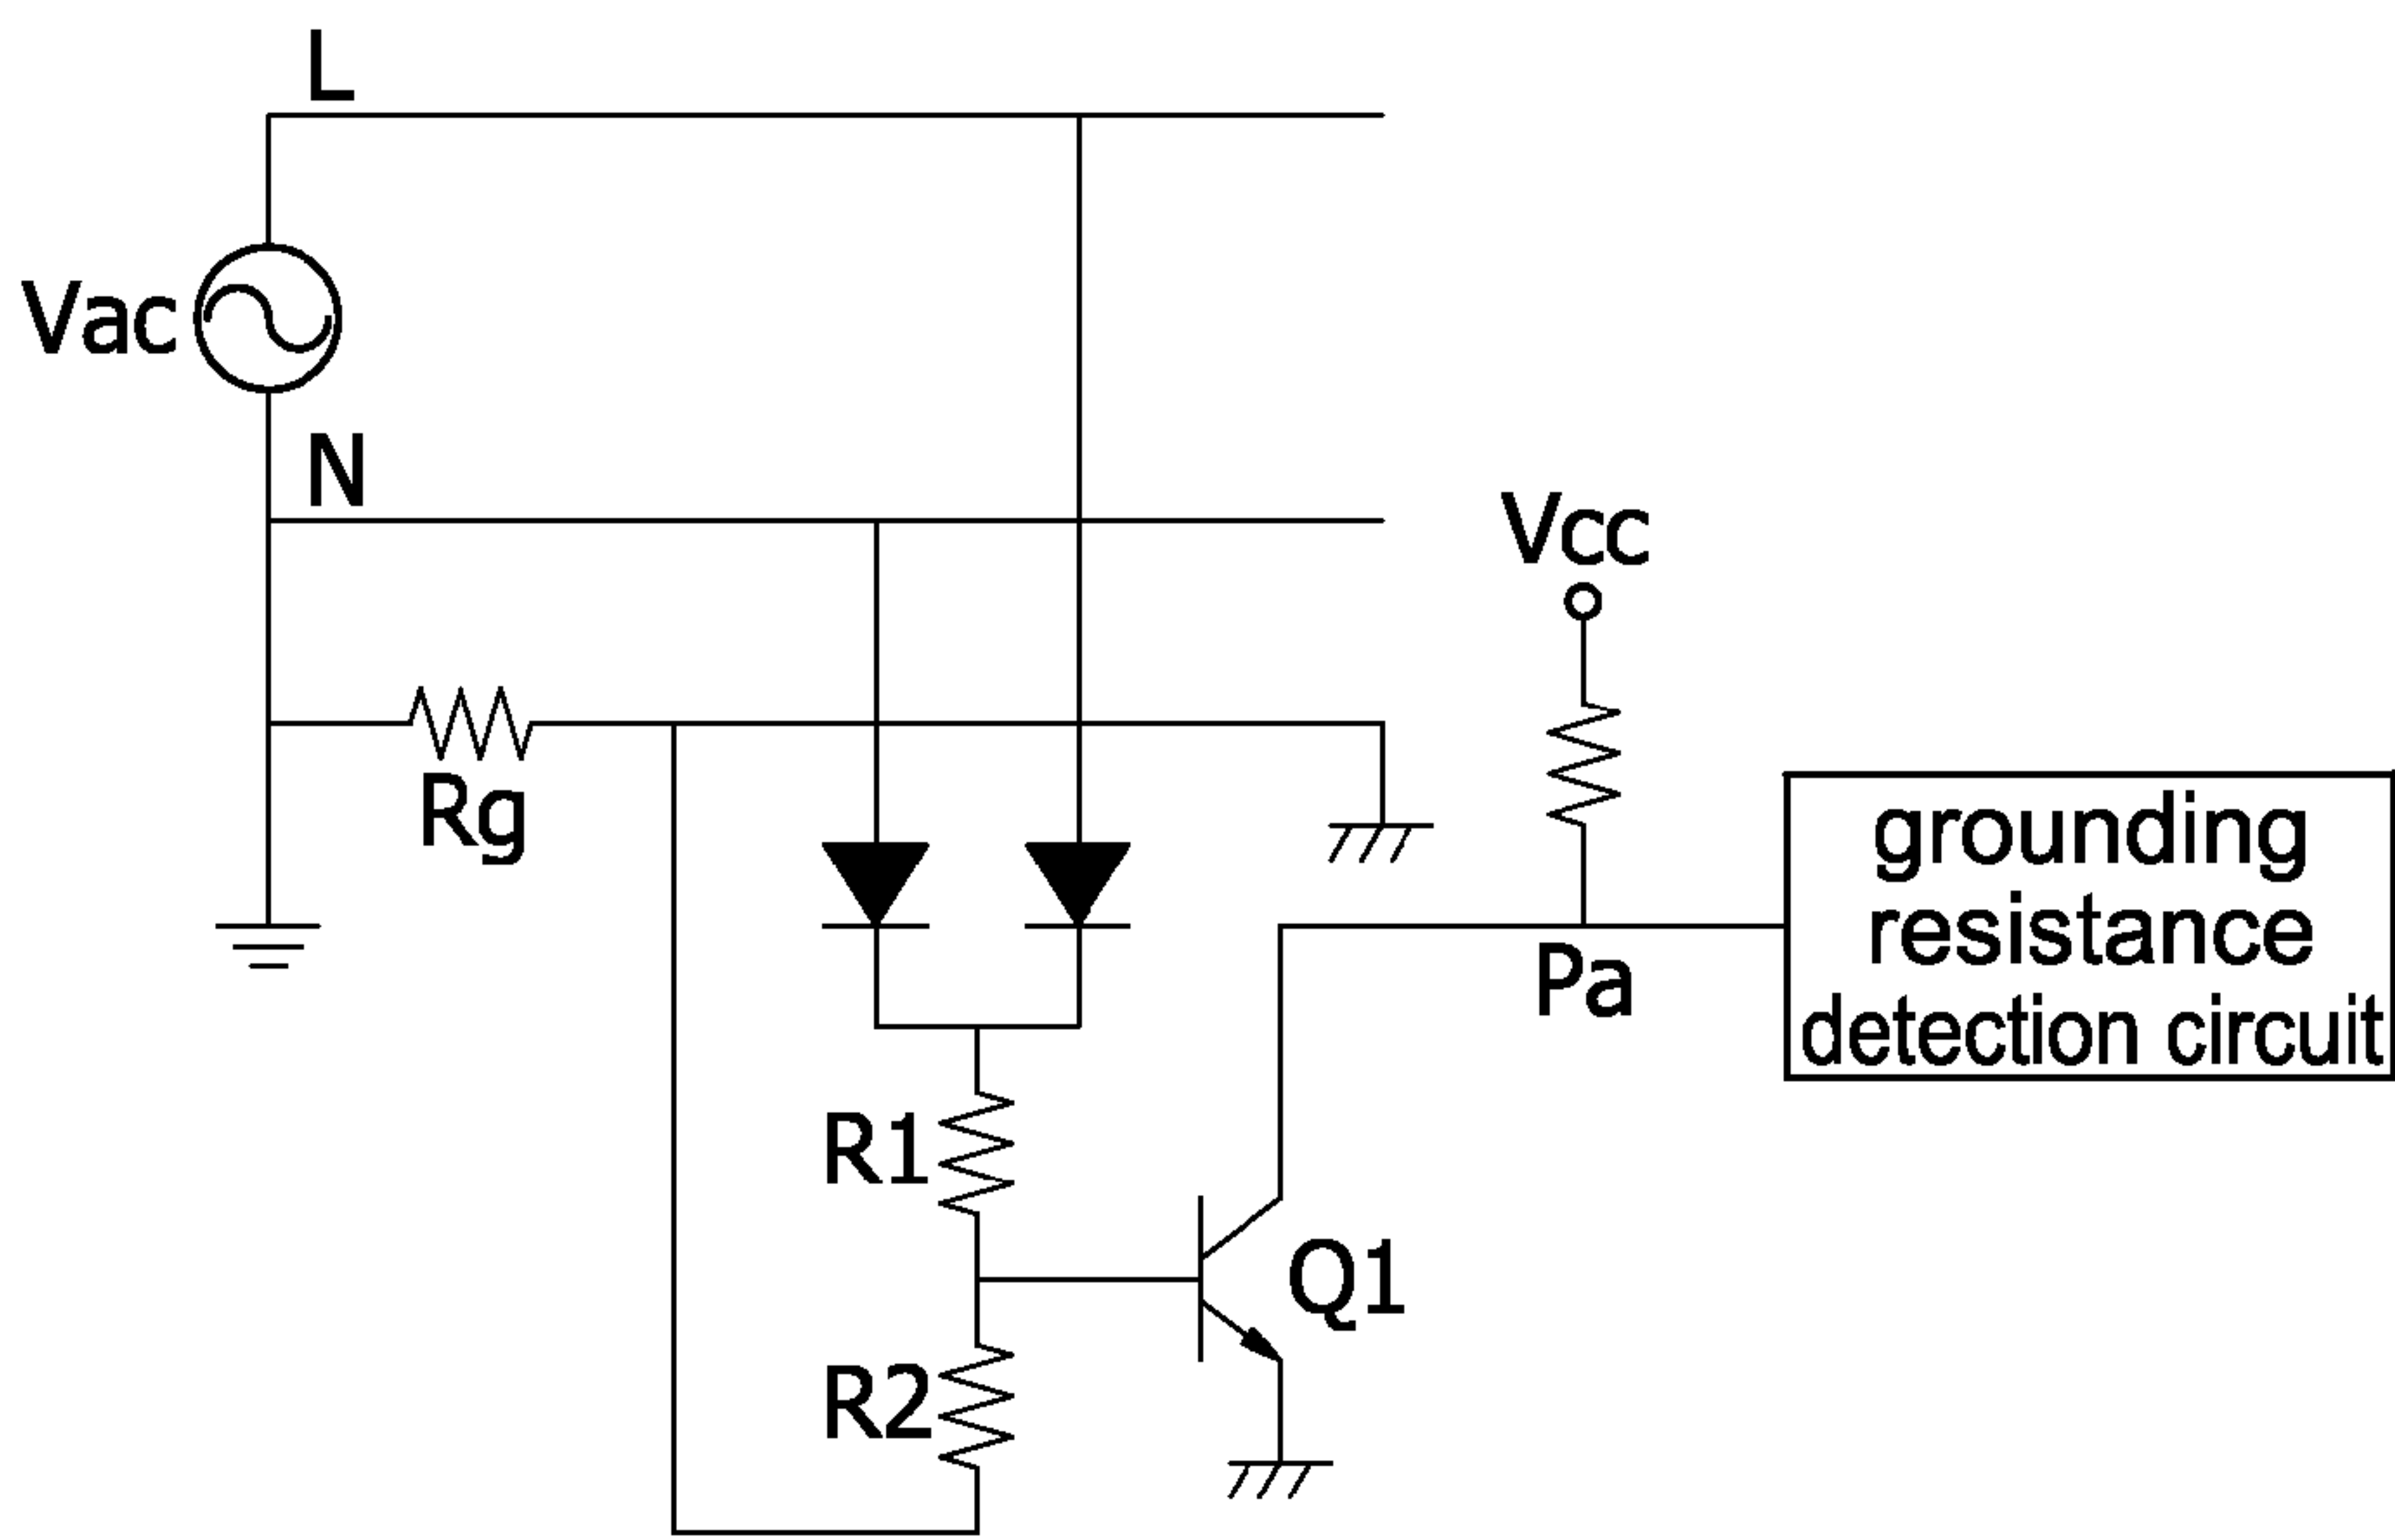 L
Vac
N
Vcc
Rg
grounding
resistance
detection circuit
Pa
R1
Q1
R2